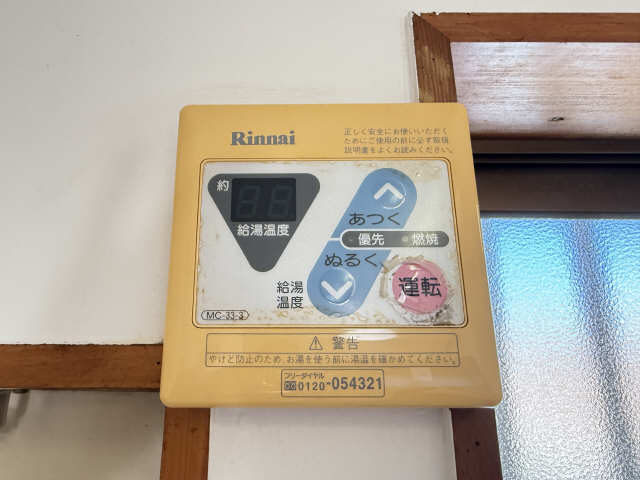 Rinnai
正しく安全にお使いいただく
ためにご使用の前に必ず取扱
説明書をよくお読みください。
約
給湯温度
あつく
優先 燃焼
ぬるく
給湯
温度
運転
MC-33-3
警告
やけど防止のため、お湯を使う前に湯温を確かめてください。
フリーダイヤル
0120-054321